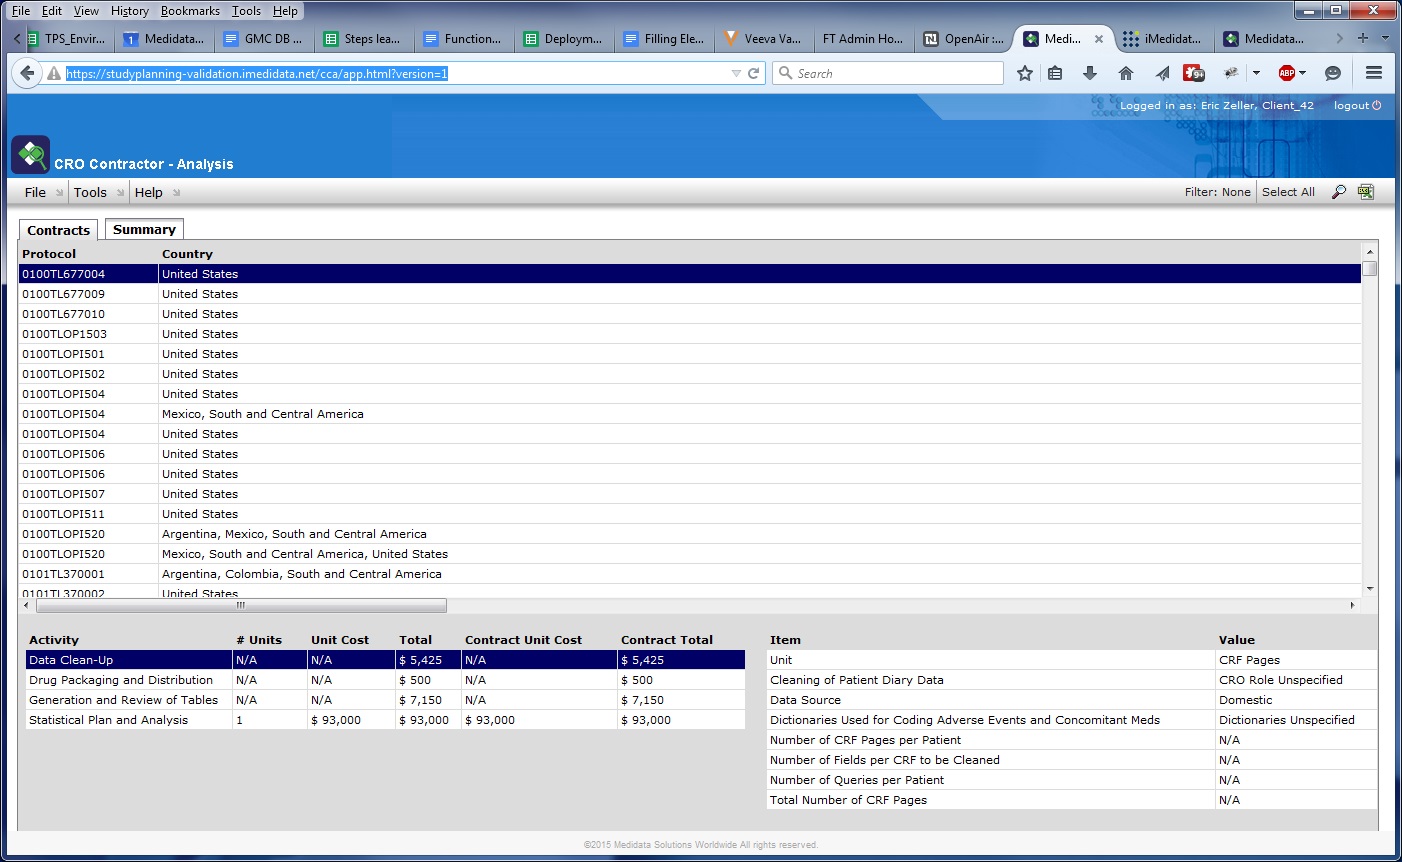 File Edit View History Bookmarks Tools Help
TPS_Envir... Medidata... GMC DB ... Steps lea... Function... Deploym... Filling Ele... Veeva Va... FT Admin Ho... OpenAir :... Medi... iMedidat... Medidata...
https://studyplanning-validation.imedidata.net/cca/app.html?version=1 Search 9+ ABP
Logged in as: Eric Zeller, Client_42 logout
CRO Contractor - Analysis
File Tools Help Filter: None Select All
Contracts Summary
Protocol Country
0100TL677004 United States
0100TL677009 United States
0100TL677010 United States
0100TLOP1503 United States
0100TLOPI501 United States
0100TLOPI502 United States
0100TLOPI504 United States
0100TLOPI504 Mexico, South and Central America
0100TLOPI504 United States
0100TLOPI506 United States
0100TLOPI506 United States
0100TLOPI507 United States
0100TLOPI511 United States
0100TLOPI520 Argentina, Mexico, South and Central America
0100TLOPI520 Mexico, South and Central America, United States
0101TL370001 Argentina, Colombia, South and Central America
0101TL370002 United States
Activity # Units Unit Cost Total Contract Unit Cost Contract Total
Data Clean-Up N/A N/A $ 5,425 N/A $ 5,425
Drug Packaging and Distribution N/A N/A $ 500 N/A $ 500
Generation and Review of Tables N/A N/A $ 7,150 N/A $ 7,150
Statistical Plan and Analysis 1 $ 93,000 $ 93,000 $ 93,000 $ 93,000
Item Value
Unit CRF Pages
Cleaning of Patient Diary Data CRO Role Unspecified
Data Source Domestic
Dictionaries Used for Coding Adverse Events and Concomitant Meds Dictionaries Unspecified
Number of CRF Pages per Patient N/A
Number of Fields per CRF to be Cleaned N/A
Number of Queries per Patient N/A
Total Number of CRF Pages N/A
©2015 Medidata Solutions Worldwide All rights reserved.